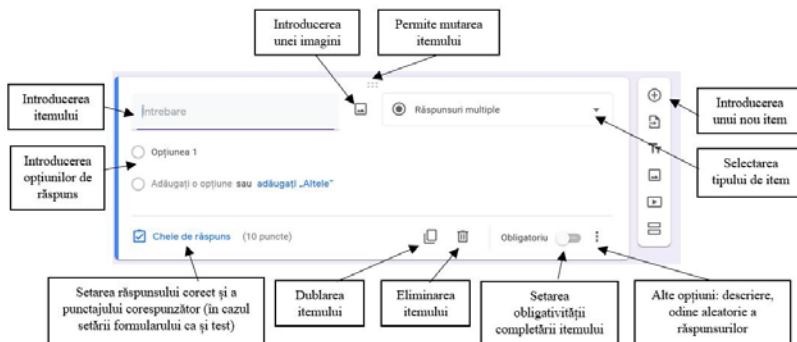 Introducerea
unei imagini
Permite mutarea
itemului
Introducerea
itemului
Întrebare
Răspunsuri multiple
Introducerea
unui nou item
Introducerea
opțiunilor de
răspuns
Opțiunea 1
Adăugați o opțiune sau adăugați „Altele”
Tт
Selectarea
tipului de item
Cheie de răspuns (10 puncte)
Obligatoriu
Setarea răspunsului corect și a
punctajului corespunzător (în cazul
setării formularului ca și test)
Dublarea
itemului
Eliminarea
itemului
Setarea
obligativității
completării itemului
Alte opțiuni: descriere,
odine aleatorie a
răspunsurilor